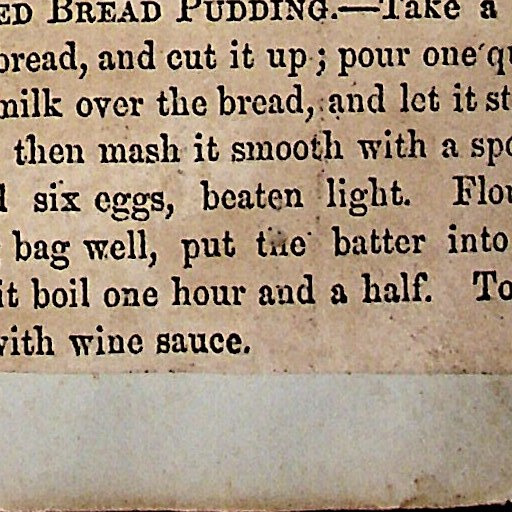 ED BREAD PUDDING.—Take a
bread, and cut it up; pour one qu
milk over the bread, and let it st
then mash it smooth with a spo
six eggs, beaten light. Flou
bag well, put the batter into
it boil one hour and a half. To
with wine sauce.